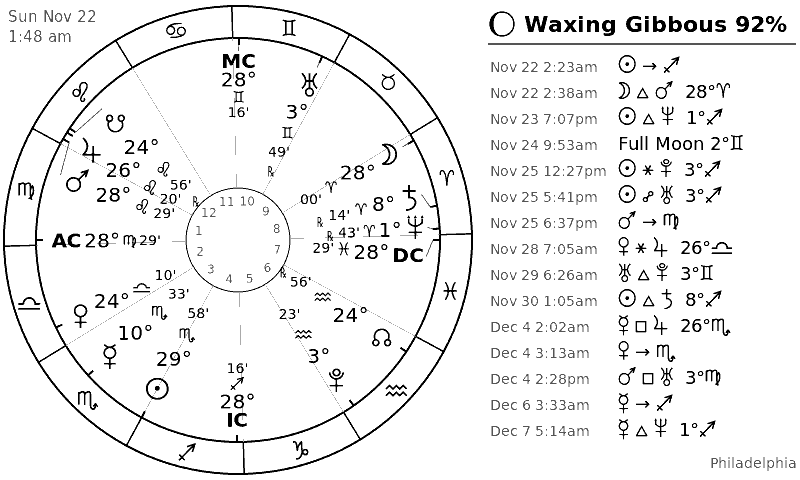 Sun Nov 22
1:48 am
☽ Waxing Gibbous 92%
Nov 22 2:23am ☉ → ♐
Nov 22 2:38am ☽ △ ♂ 28°♈
Nov 23 7:07pm ☉ △ ♆ 1°♐
Nov 24 9:53am Full Moon 2°♊
Nov 25 12:27pm ☉ ⚹ ⯓ 3°♐
Nov 25 5:41pm ☉ ☍ ♅ 3°♐
Nov 25 6:37pm ♂ → ♍
Nov 28 7:05am ♀ ⚹ ♃ 26°♎
Nov 29 6:26am ♅ △ ⯓ 3°♊
Nov 30 1:05am ☉ △ ♄ 8°♐
Dec 4 2:02am ☿ □ ♃ 26°♏
Dec 4 3:13am ♀ → ♏
Dec 4 2:28pm ♂ □ ♅ 3°♍
Dec 6 3:33am ☿ → ♐
Dec 7 5:14am ☿ △ ♆ 1°♐
Philadelphia
♋ ♊ ♉ ♈ ♓ ♒ ♑ ♐ ♏ ♎ ♍ ♌
MC
28°
♊
16'
♅
3°
♊
49'
℞
☽ 28° ♈ 00'
♄ 8° ♈ 14' ℞
♆ 1° ♈ 43' ℞
DC 28° ♓ 29'
☊ 24° ♒ 56' ℞
⯓ 3° ♒ 23'
16'
♐
28°
IC
☉ 29° ♏ 58'
☿ 10° ♏ 33'
♀ 24° ♎ 10'
AC 28° ♍ 29'
♂ 28° ♌ 29'
♃ 26° ♌ 20'
☋ 24° ♌ 56' ℞
1 2 3 4 5 6 7 8 9 10 11 12